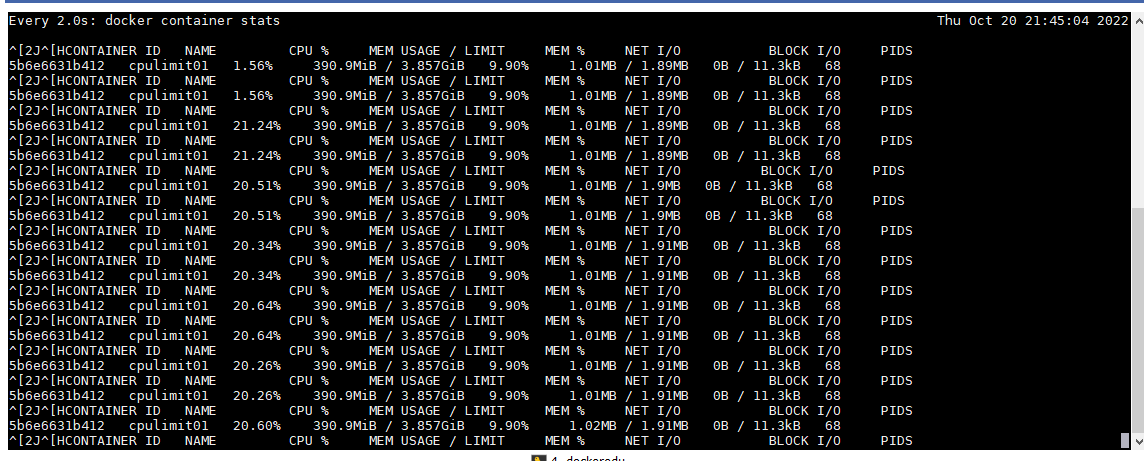 Every 2.0s: docker container stats Thu Oct 20 21:45:04 2022
^[2J^[HCONTAINER ID NAME CPU % MEM USAGE / LIMIT MEM % NET I/O BLOCK I/O PIDS
5b6e6631b412 cpulimit01 1.56% 390.9MiB / 3.857GiB 9.90% 1.01MB / 1.89MB 0B / 11.3kB 68
^[2J^[HCONTAINER ID NAME CPU % MEM USAGE / LIMIT MEM % NET I/O BLOCK I/O PIDS
5b6e6631b412 cpulimit01 1.56% 390.9MiB / 3.857GiB 9.90% 1.01MB / 1.89MB 0B / 11.3kB 68
^[2J^[HCONTAINER ID NAME CPU % MEM USAGE / LIMIT MEM % NET I/O BLOCK I/O PIDS
5b6e6631b412 cpulimit01 21.24% 390.9MiB / 3.857GiB 9.90% 1.01MB / 1.89MB 0B / 11.3kB 68
^[2J^[HCONTAINER ID NAME CPU % MEM USAGE / LIMIT MEM % NET I/O BLOCK I/O PIDS
5b6e6631b412 cpulimit01 21.24% 390.9MiB / 3.857GiB 9.90% 1.01MB / 1.89MB 0B / 11.3kB 68
^[2J^[HCONTAINER ID NAME CPU % MEM USAGE / LIMIT MEM % NET I/O BLOCK I/O PIDS
5b6e6631b412 cpulimit01 20.51% 390.9MiB / 3.857GiB 9.90% 1.01MB / 1.9MB 0B / 11.3kB 68
^[2J^[HCONTAINER ID NAME CPU % MEM USAGE / LIMIT MEM % NET I/O BLOCK I/O PIDS
5b6e6631b412 cpulimit01 20.51% 390.9MiB / 3.857GiB 9.90% 1.01MB / 1.9MB 0B / 11.3kB 68
^[2J^[HCONTAINER ID NAME CPU % MEM USAGE / LIMIT MEM % NET I/O BLOCK I/O PIDS
5b6e6631b412 cpulimit01 20.34% 390.9MiB / 3.857GiB 9.90% 1.01MB / 1.91MB 0B / 11.3kB 68
^[2J^[HCONTAINER ID NAME CPU % MEM USAGE / LIMIT MEM % NET I/O BLOCK I/O PIDS
5b6e6631b412 cpulimit01 20.34% 390.9MiB / 3.857GiB 9.90% 1.01MB / 1.91MB 0B / 11.3kB 68
^[2J^[HCONTAINER ID NAME CPU % MEM USAGE / LIMIT MEM % NET I/O BLOCK I/O PIDS
5b6e6631b412 cpulimit01 20.64% 390.9MiB / 3.857GiB 9.90% 1.01MB / 1.91MB 0B / 11.3kB 68
^[2J^[HCONTAINER ID NAME CPU % MEM USAGE / LIMIT MEM % NET I/O BLOCK I/O PIDS
5b6e6631b412 cpulimit01 20.64% 390.9MiB / 3.857GiB 9.90% 1.01MB / 1.91MB 0B / 11.3kB 68
^[2J^[HCONTAINER ID NAME CPU % MEM USAGE / LIMIT MEM % NET I/O BLOCK I/O PIDS
5b6e6631b412 cpulimit01 20.26% 390.9MiB / 3.857GiB 9.90% 1.01MB / 1.91MB 0B / 11.3kB 68
^[2J^[HCONTAINER ID NAME CPU % MEM USAGE / LIMIT MEM % NET I/O BLOCK I/O PIDS
5b6e6631b412 cpulimit01 20.26% 390.9MiB / 3.857GiB 9.90% 1.01MB / 1.91MB 0B / 11.3kB 68
^[2J^[HCONTAINER ID NAME CPU % MEM USAGE / LIMIT MEM % NET I/O BLOCK I/O PIDS
5b6e6631b412 cpulimit01 20.60% 390.9MiB / 3.857GiB 9.90% 1.02MB / 1.91MB 0B / 11.3kB 68
^[2J^[HCONTAINER ID NAME CPU % MEM USAGE / LIMIT MEM % NET I/O BLOCK I/O PIDS